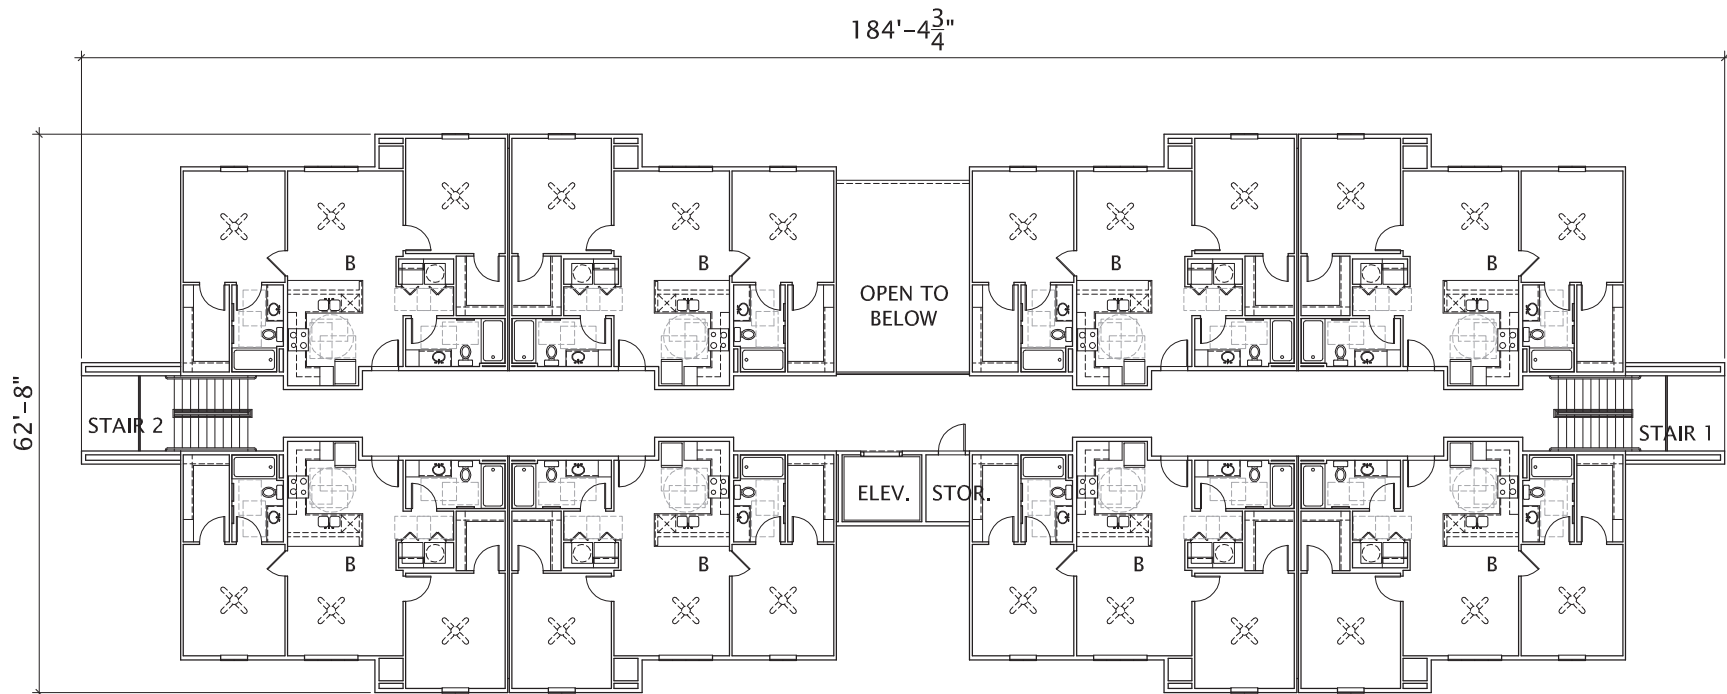 184'-4 3/4"
62'-8"
B
B
B
B
OPEN TO
BELOW
STAIR 2
STAIR 1
ELEV.
STOR.
B
B
B
B